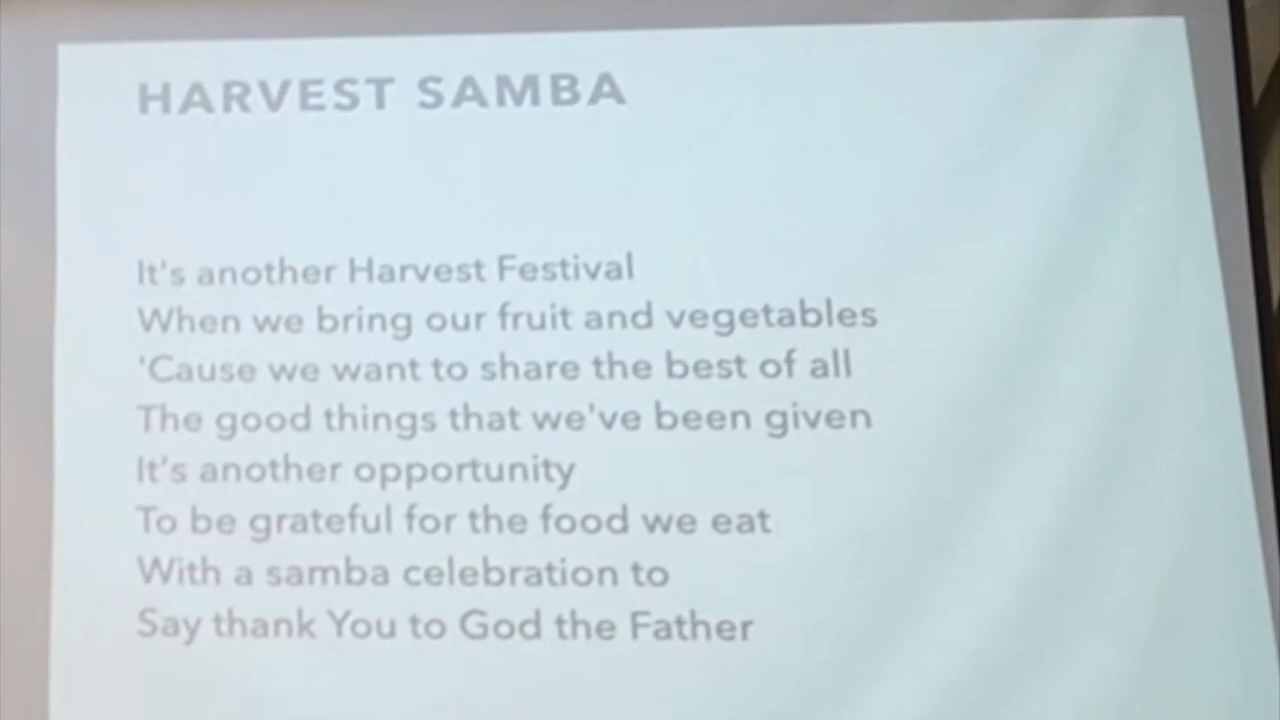 HARVEST SAMBA
It's another Harvest Festival
When we bring our fruit and vegetables
'Cause we want to share the best of all
The good things that we've been given
It's another opportunity
To be grateful for the food we eat
With a samba celebration to
Say thank You to God the Father